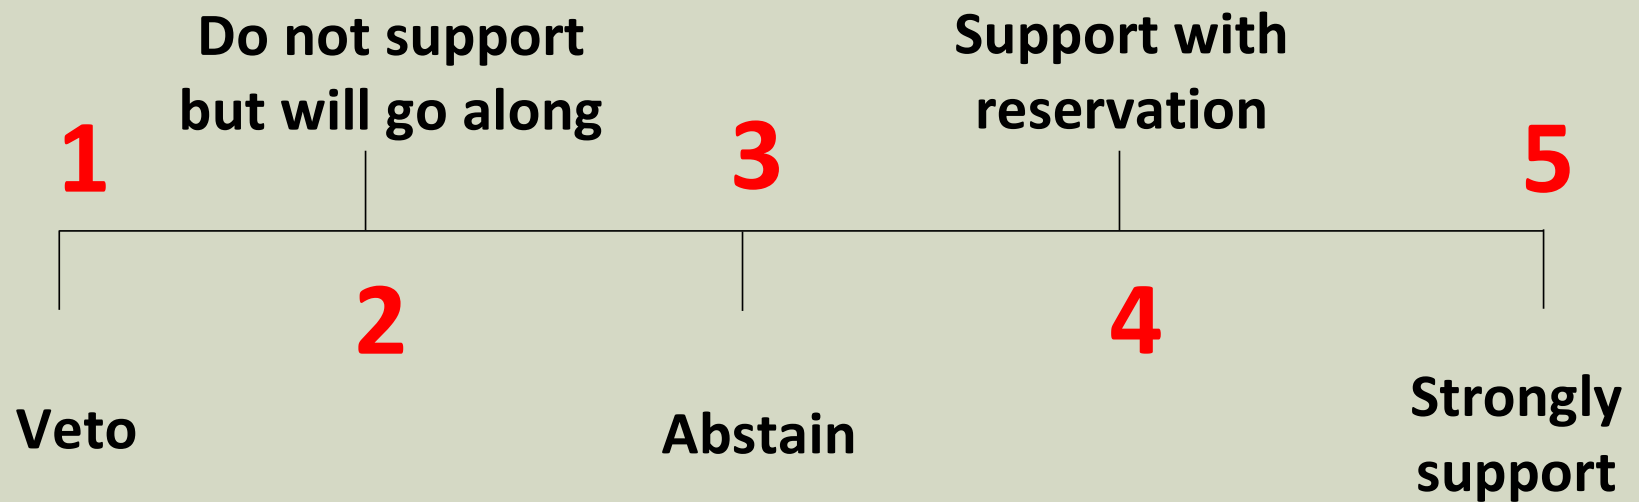 Do not support
but will go along
Support with
reservation
1
3
5
2
4
Veto
Abstain
Strongly
support